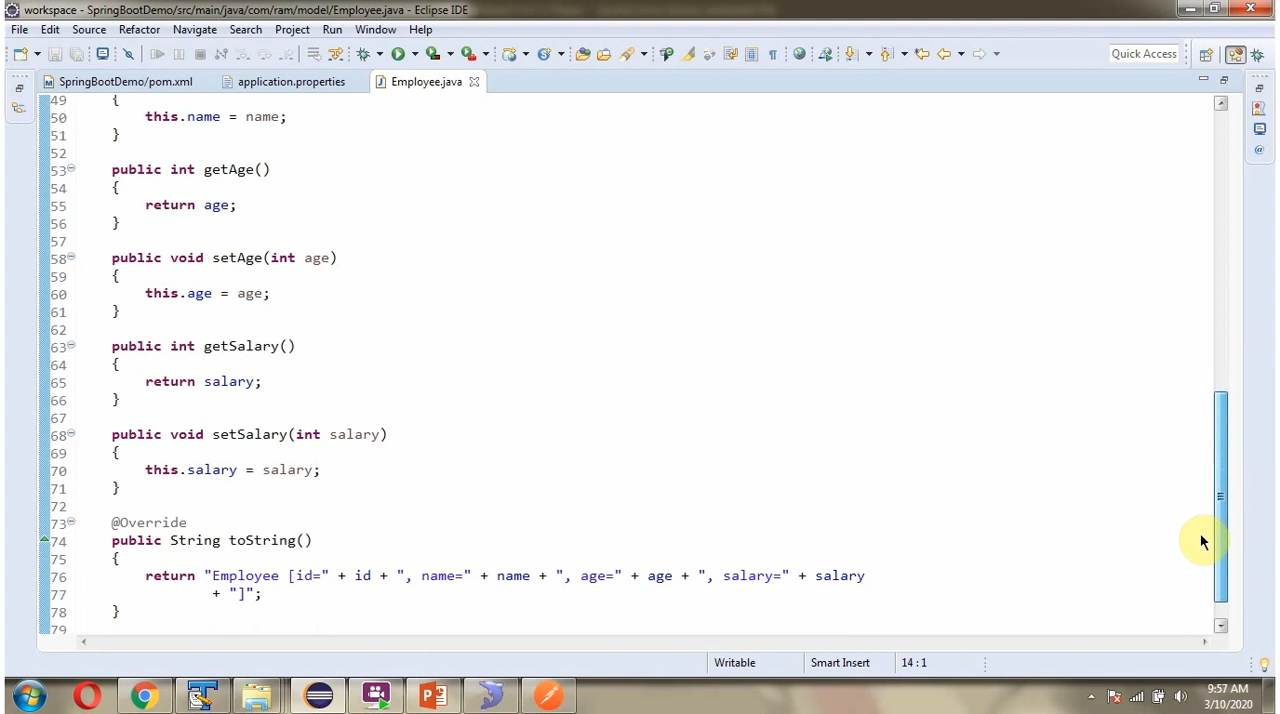 workspace - SpringBootDemo/src/main/java/com/ram/model/Employee.java - Eclipse IDE
File Edit Source Refactor Navigate Search Project Run Window Help
Quick Access
SpringBootDemo/pom.xml application.properties Employee.java
49 {
50 this.name = name;
51 }
52
53 public int getAge()
54 {
55 return age;
56 }
57
58 public void setAge(int age)
59 {
60 this.age = age;
61 }
62
63 public int getSalary()
64 {
65 return salary;
66 }
67
68 public void setSalary(int salary)
69 {
70 this.salary = salary;
71 }
72
73 @Override
74 public String toString()
75 {
76 return "Employee [id=" + id + ", name=" + name + ", age=" + age + ", salary=" + salary
77 + "]";
78 }
79
Writable Smart Insert 14 : 1
9:57 AM
3/10/2020